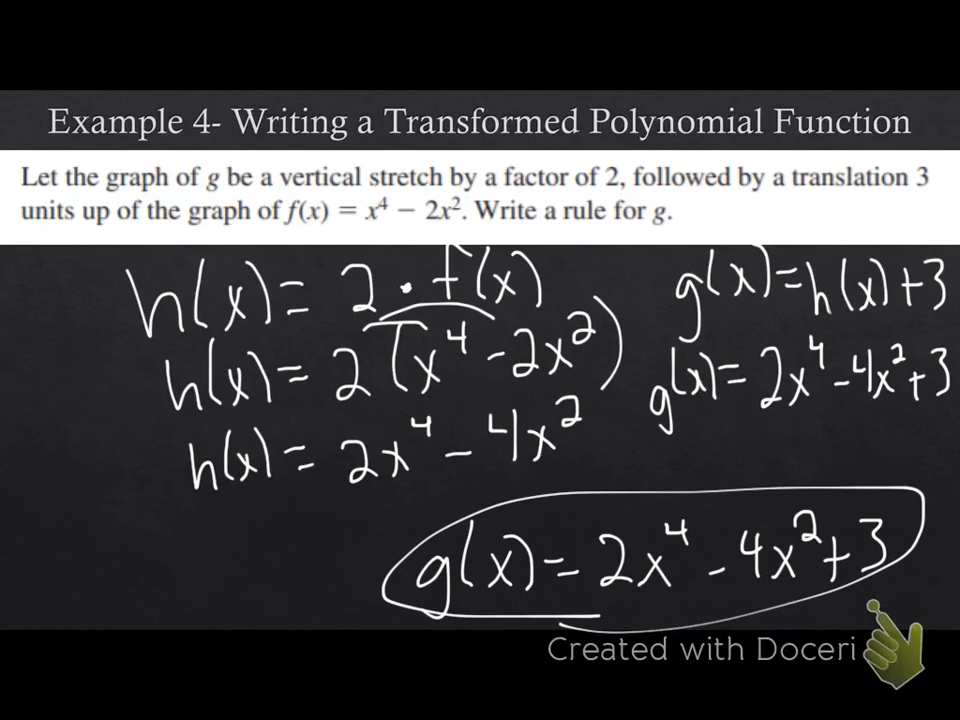 Example 4- Writing a Transformed Polynomial Function
Let the graph of g be a vertical stretch by a factor of 2, followed by a translation 3
units up of the graph of f(x) = x⁴ − 2x². Write a rule for g.
h(x) = 2 · f(x)
h(x) = 2 (x⁴ - 2x²)
h(x) = 2x⁴ - 4x²
g(x) = h(x) + 3
g(x) = 2x⁴ - 4x² + 3
g(x) = 2x⁴ - 4x² + 3
Created with Doceri